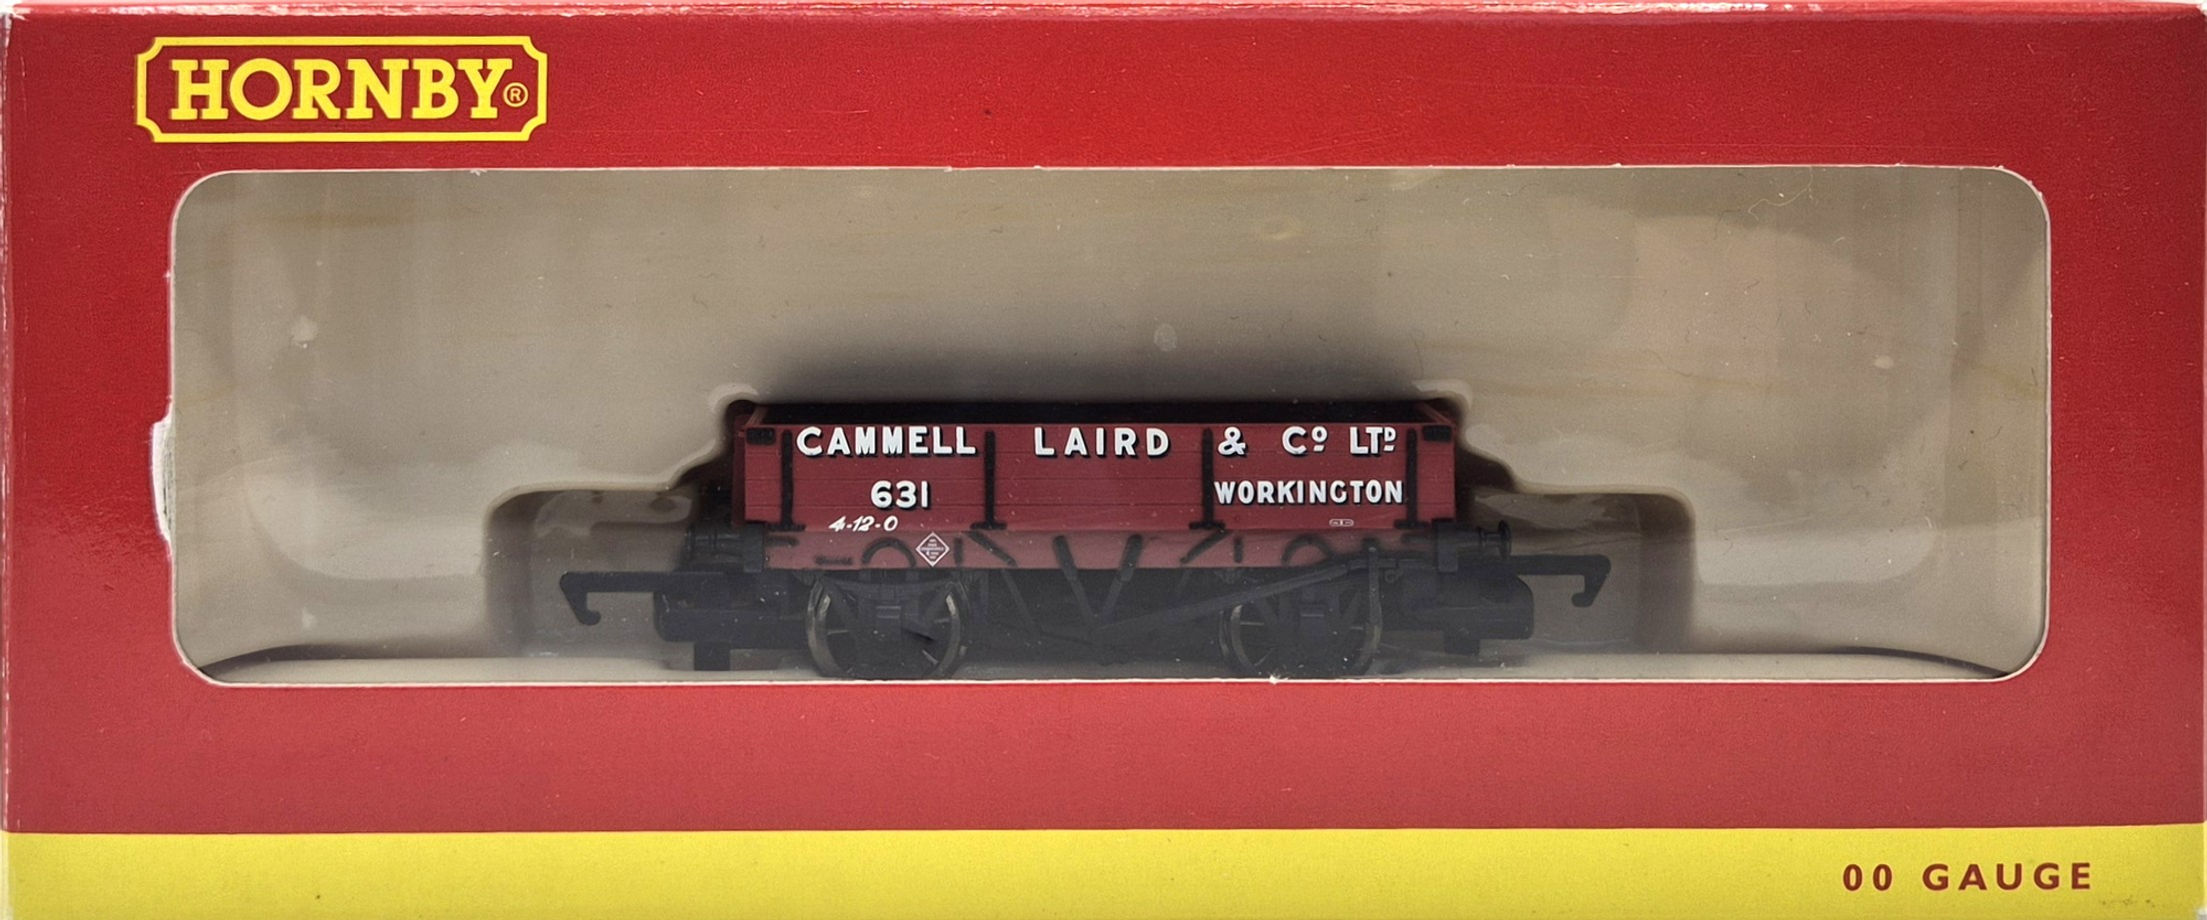 HORNBY®
CAMMELL LAIRD & Cº LTD
631 WORKINGTON
4-12-0
00 GAUGE